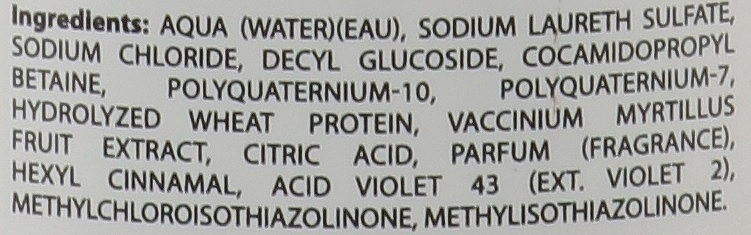 Ingredients: AQUA (WATER)(EAU), SODIUM LAURETH SULFATE,
SODIUM CHLORIDE, DECYL GLUCOSIDE, COCAMIDOPROPYL
BETAINE, POLYQUATERNIUM-10, POLYQUATERNIUM-7,
HYDROLYZED WHEAT PROTEIN, VACCINIUM MYRTILLUS
FRUIT EXTRACT, CITRIC ACID, PARFUM (FRAGRANCE),
HEXYL CINNAMAL, ACID VIOLET 43 (EXT. VIOLET 2),
METHYLCHLOROISOTHIAZOLINONE, METHYLISOTHIAZOLINONE.